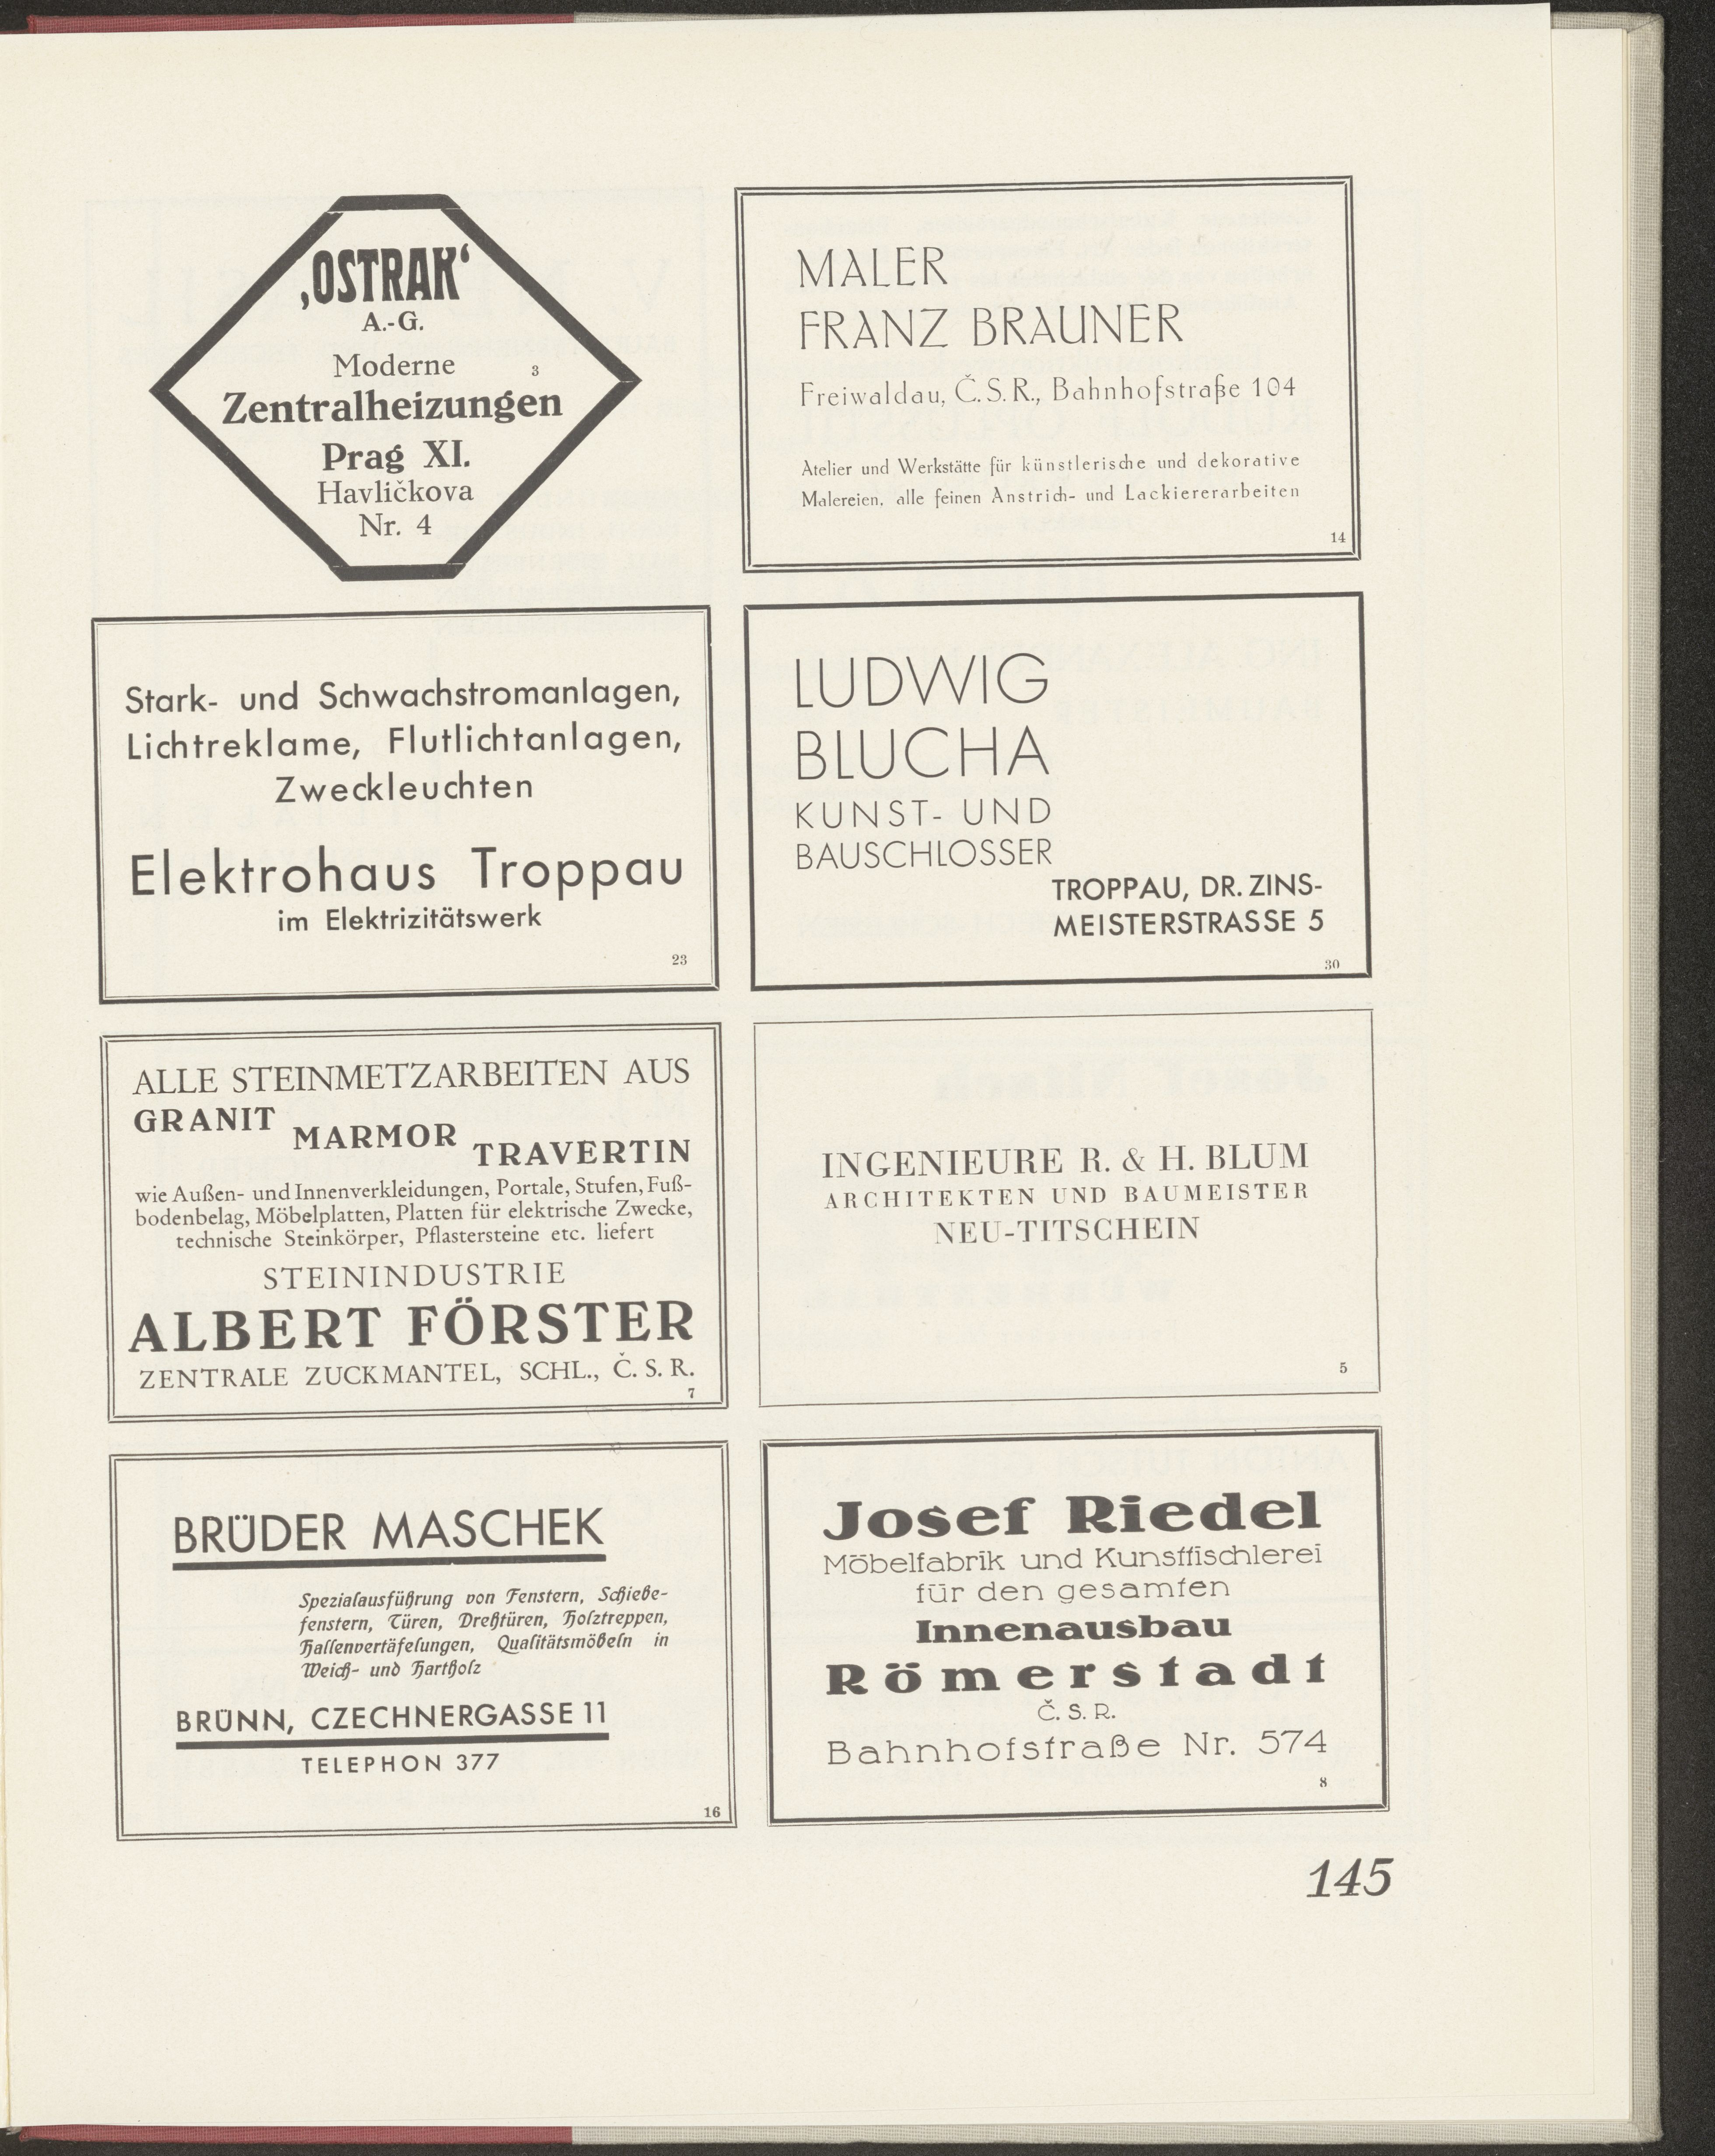 ‚OSTRAK‘
A.-G.
Moderne
3
Zentralheizungen
Prag XI.
Havličkova
Nr. 4
MALER
FRANZ BRAUNER
Freiwaldau, Č. S. R., Bahnhofstraße 104
Atelier und Werkstätte für künstlerische und dekorative
Malereien, alle feinen Anstrich- und Lackiererarbeiten
14
Stark- und Schwachstromanlagen,
Lichtreklame, Flutlichtanlagen,
Zweckleuchten
Elektrohaus Troppau
im Elektrizitätswerk
23
LUDWIG
BLUCHA
KUNST- UND
BAUSCHLOSSER
TROPPAU, DR. ZINS-
MEISTERSTRASSE 5
30
ALLE STEINMETZARBEITEN AUS
GRANIT MARMOR TRAVERTIN
wie Außen- und Innenverkleidungen, Portale, Stufen, Fuß-
bodenbelag, Möbelplatten, Platten für elektrische Zwecke,
technische Steinkörper, Pflastersteine etc. liefert
STEININDUSTRIE
ALBERT FÖRSTER
ZENTRALE ZUCKMANTEL, SCHL., Č. S. R.
7
INGENIEURE R. & H. BLUM
ARCHITEKTEN UND BAUMEISTER
NEU-TITSCHEIN
5
BRÜDER MASCHEK
Spezialausführung von Fenstern, Schiebe-
fenstern, Türen, Drehtüren, Holztreppen,
Hallenvertäfelungen, Qualitätsmöbeln in
Weich- und Hartholz
BRÜNN, CZECHNERGASSE 11
TELEPHON 377
16
Josef Riedel
Möbelfabrik und Kunsttischlerei
für den gesamten
Innenausbau
Römerstadt
Č. S. R.
Bahnhofstraße Nr. 574
8
145